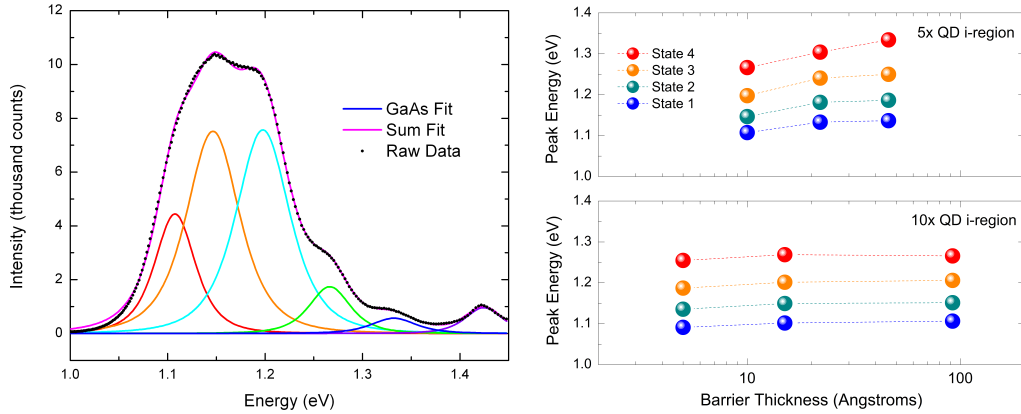 Intensity (thousand counts)
12
10
8
6
4
2
0
1.0
1.1
1.2
1.3
1.4
Energy (eV)
GaAs Fit
Sum Fit
Raw Data
Peak Energy (eV)
1.4
1.3
1.2
1.1
1.0
5x QD i-region
State 4
State 3
State 2
State 1
Peak Energy (eV)
1.4
1.3
1.2
1.1
1.0
10x QD i-region
10
100
Barrier Thickness (Angstroms)